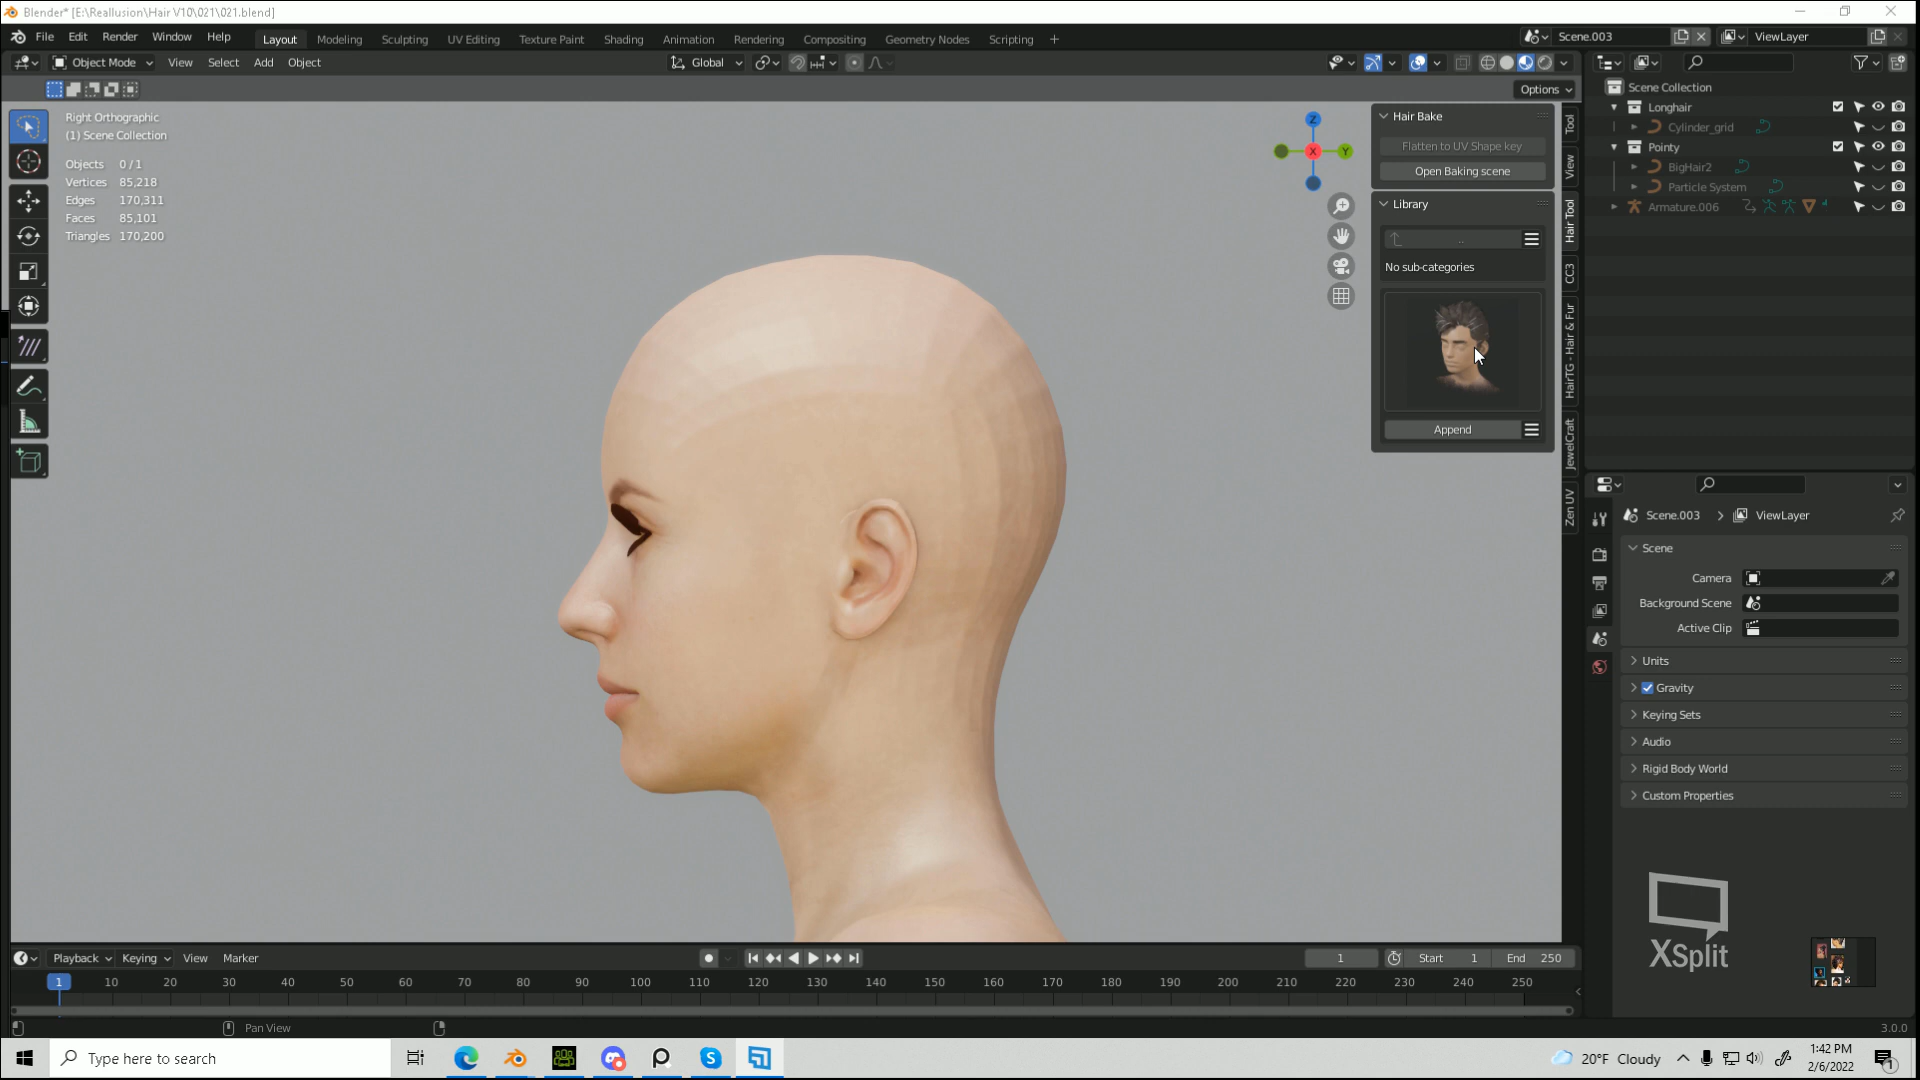 Blender* [E:\Reallusion\Hair V10\021\021.blend]
File Edit Render Window Help Layout Modeling Sculpting UV Editing Texture Paint Shading Animation Rendering Compositing Geometry Nodes Scripting + Scene.003 ViewLayer
Object Mode View Select Add Object Global
Options
Right Orthographic
(1) Scene Collection
Objects 0 / 1
Vertices 85,218
Edges 170,311
Faces 85,101
Triangles 170,200
Z
X
Y
Hair Bake
Flatten to UV Shape key
Open Baking scene
Library
..
No sub-categories
Append
Tool
View
Hair Tool
CC3
HairTG - Hair & Fur
JewelCraft
Zen UV
Scene Collection
Longhair
Cylinder_grid
Pointy
BigHair2
Particle System
Armature.006
Scene.003 ViewLayer
Scene
Camera
Background Scene
Active Clip
Units
Gravity
Keying Sets
Audio
Rigid Body World
Custom Properties
XSplit
Playback Keying View Marker 1 Start 1 End 250
1 10 20 30 40 50 60 70 80 90 100 110 120 130 140 150 160 170 180 190 200 210 220 230 240 250
Pan View
3.0.0
Type here to search
20°F Cloudy
1:42 PM
2/6/2022
1